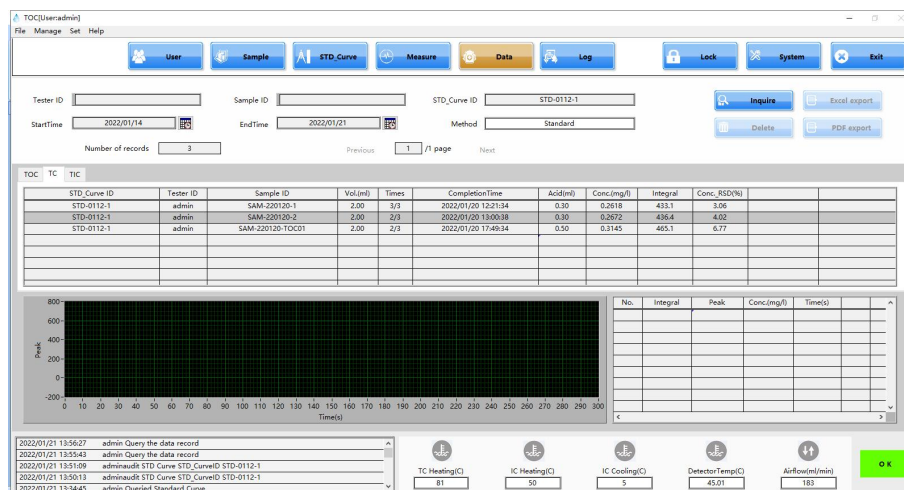 TOC[User:admin]
File Manage Set Help
User Sample STD_Curve Measure Data Log Lock System Exit
Tester ID Sample ID STD_Curve ID STD-0112-1 Inquire Excel export
StartTime 2022/01/14 EndTime 2022/01/21 Method Standard Delete PDF export
Number of records 3 Previous 1 /1 page Next
TOC TC TIC
STD_Curve ID Tester ID Sample ID Vol.(ml) Times CompletionTime Acid(ml) Conc.(mg/l) Integral Conc._RSD(%)
STD-0112-1 admin SAM-220120-1 2.00 3/3 2022/01/20 12:21:34 0.30 0.2618 433.1 3.06
STD-0112-1 admin SAM-220120-2 2.00 2/3 2022/01/20 13:00:38 0.30 0.2672 436.4 4.02
STD-0112-1 admin SAM-220120-TOC01 2.00 2/3 2022/01/20 17:49:34 0.50 0.3145 465.1 6.77
No. Integral Peak Conc.(mg/l) Time(s)
800
600
400
200
0
-200
Peak
0 10 20 30 40 50 60 70 80 90 100 110 120 130 140 150 160 170 180 190 200 210 220 230 240 250 260 270 280 290 300
Time(s)
2022/01/21 13:56:27 admin Query the data record
2022/01/21 13:55:43 admin Query the data record
2022/01/21 13:51:09 adminaudit STD Curve STD_CurveID STD-0112-1
2022/01/21 13:50:13 adminaudit STD Curve STD_CurveID STD-0112-1
2022/01/21 13:34:45 admin Queried Standard Curve
TC Heating(C) IC Heating(C) IC Cooling(C) DetectorTemp(C) Airflow(ml/min)
81 50 5 45.01 183
OK